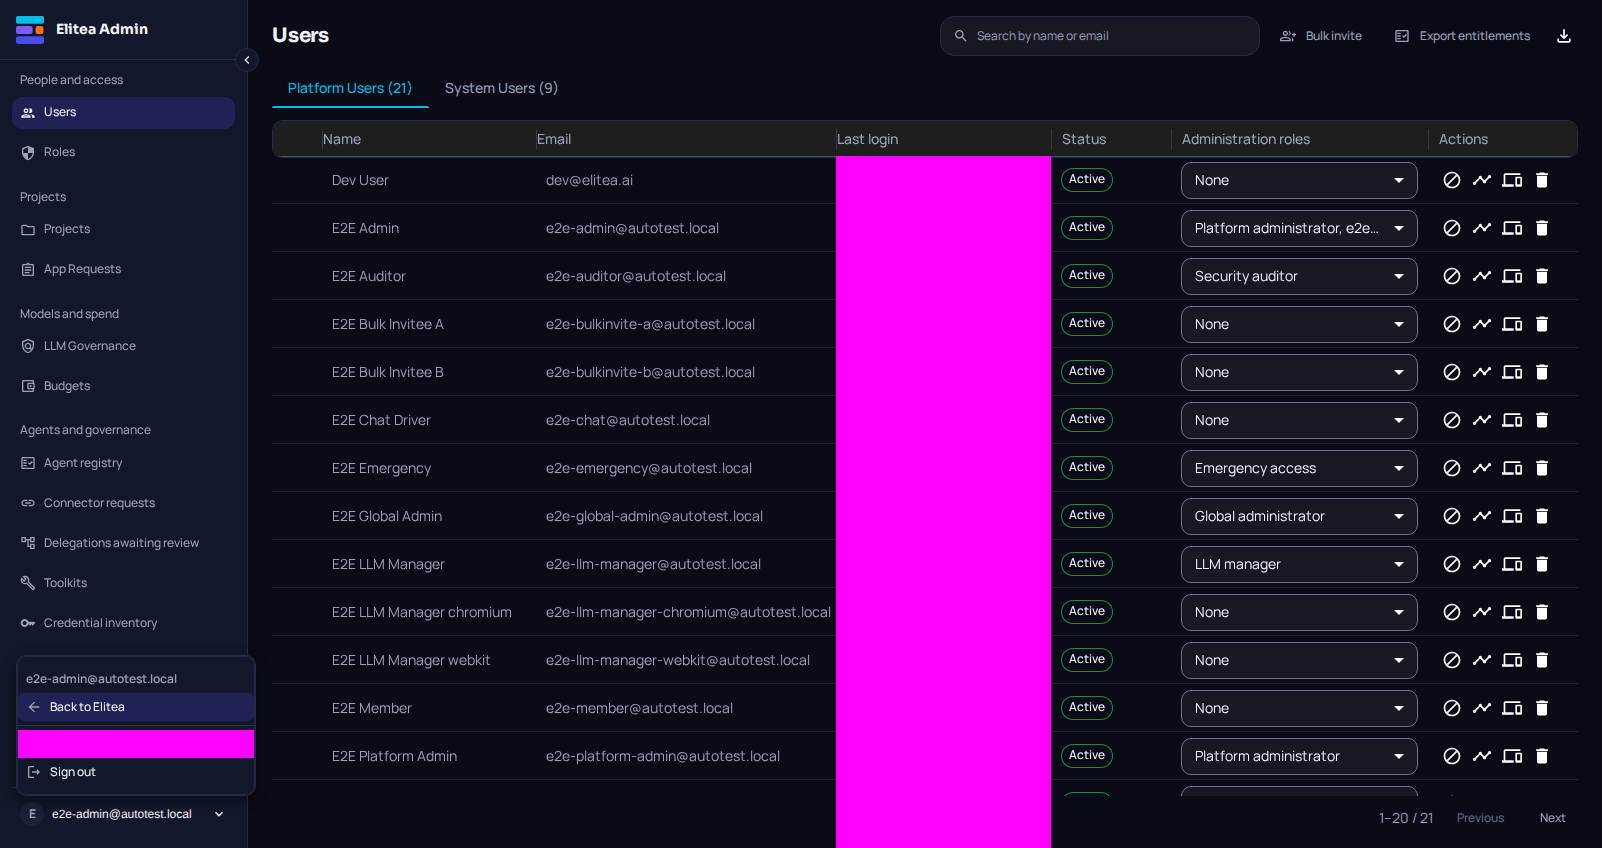 Elitea Admin
People and access
Users
Roles
Projects
Projects
App Requests
Models and spend
LLM Governance
Budgets
Agents and governance
Agent registry
Connector requests
Delegations awaiting review
Toolkits
Credential inventory
e2e-admin@autotest.local
Back to Elitea
Sign out
E e2e-admin@autotest.local
Users
Search by name or email
Bulk invite
Export entitlements
Platform Users (21) System Users (9)
Name Email Last login Status Administration roles Actions
Dev User dev@elitea.ai Active None
E2E Admin e2e-admin@autotest.local Active Platform administrator, e2e...
E2E Auditor e2e-auditor@autotest.local Active Security auditor
E2E Bulk Invitee A e2e-bulkinvite-a@autotest.local Active None
E2E Bulk Invitee B e2e-bulkinvite-b@autotest.local Active None
E2E Chat Driver e2e-chat@autotest.local Active None
E2E Emergency e2e-emergency@autotest.local Active Emergency access
E2E Global Admin e2e-global-admin@autotest.local Active Global administrator
E2E LLM Manager e2e-llm-manager@autotest.local Active LLM manager
E2E LLM Manager chromium e2e-llm-manager-chromium@autotest.local Active None
E2E LLM Manager webkit e2e-llm-manager-webkit@autotest.local Active None
E2E Member e2e-member@autotest.local Active None
E2E Platform Admin e2e-platform-admin@autotest.local Active Platform administrator
1–20 / 21 Previous Next